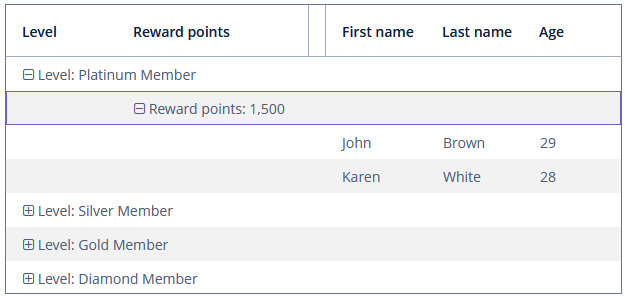 Level Reward points First name Last name Age
Level: Platinum Member
Reward points: 1,500
John Brown 29
Karen White 28
Level: Silver Member
Level: Gold Member
Level: Diamond Member